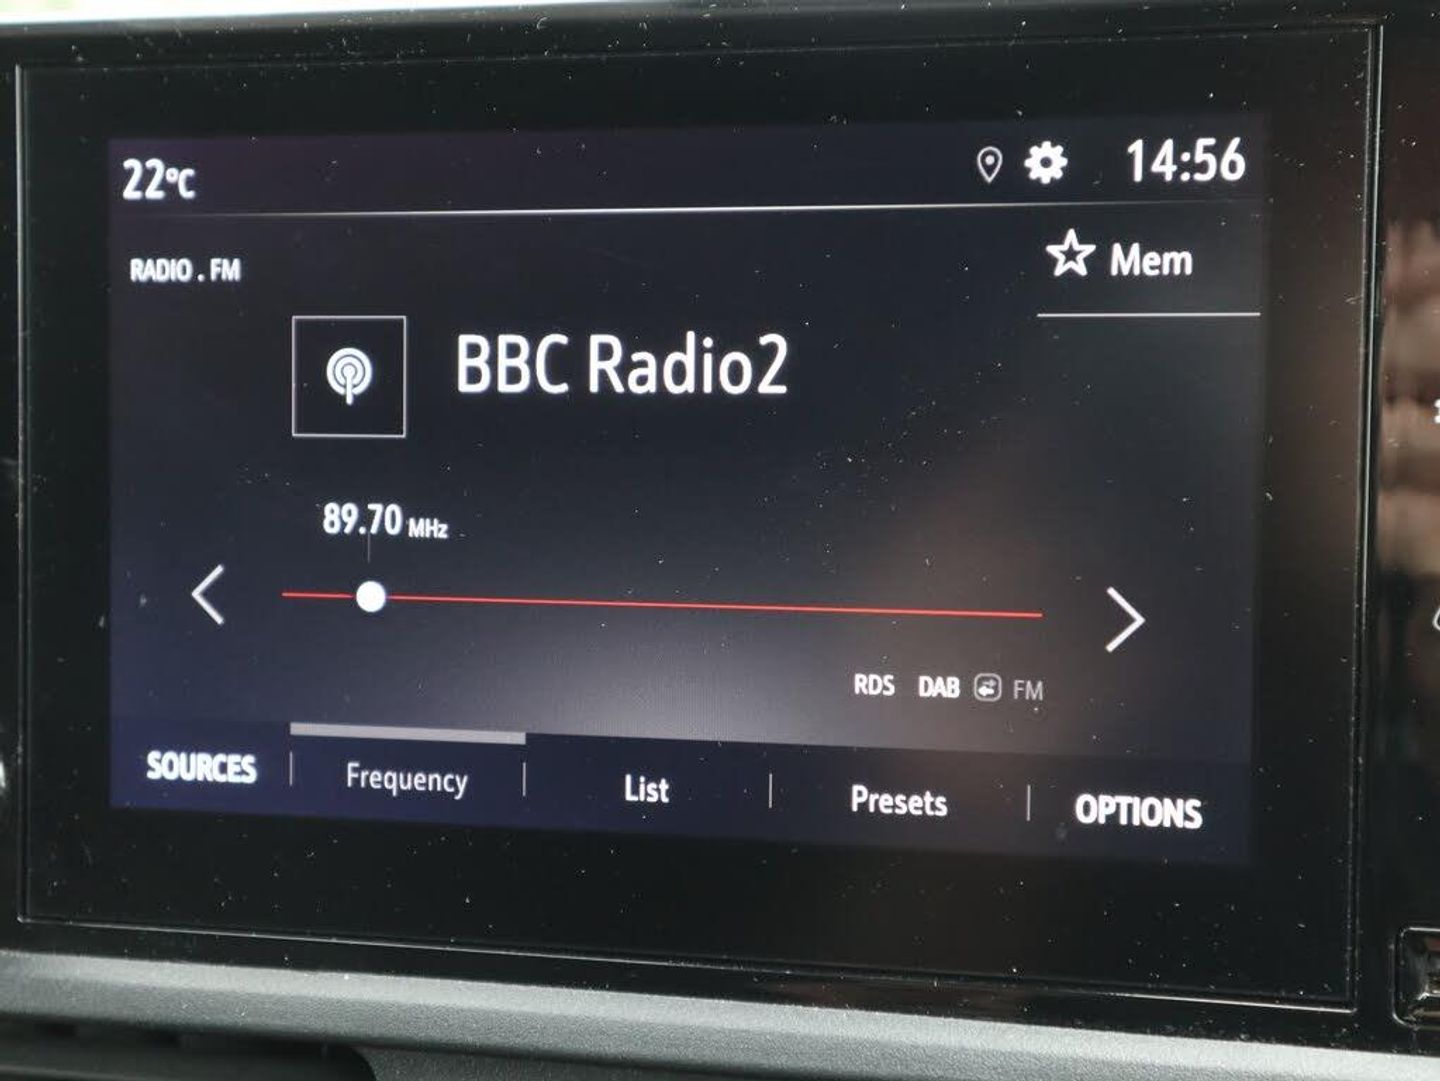 22°C 14:56
RADIO . FM
Mem
BBC Radio2
89.70 MHz
RDS DAB FM
SOURCES Frequency List Presets OPTIONS